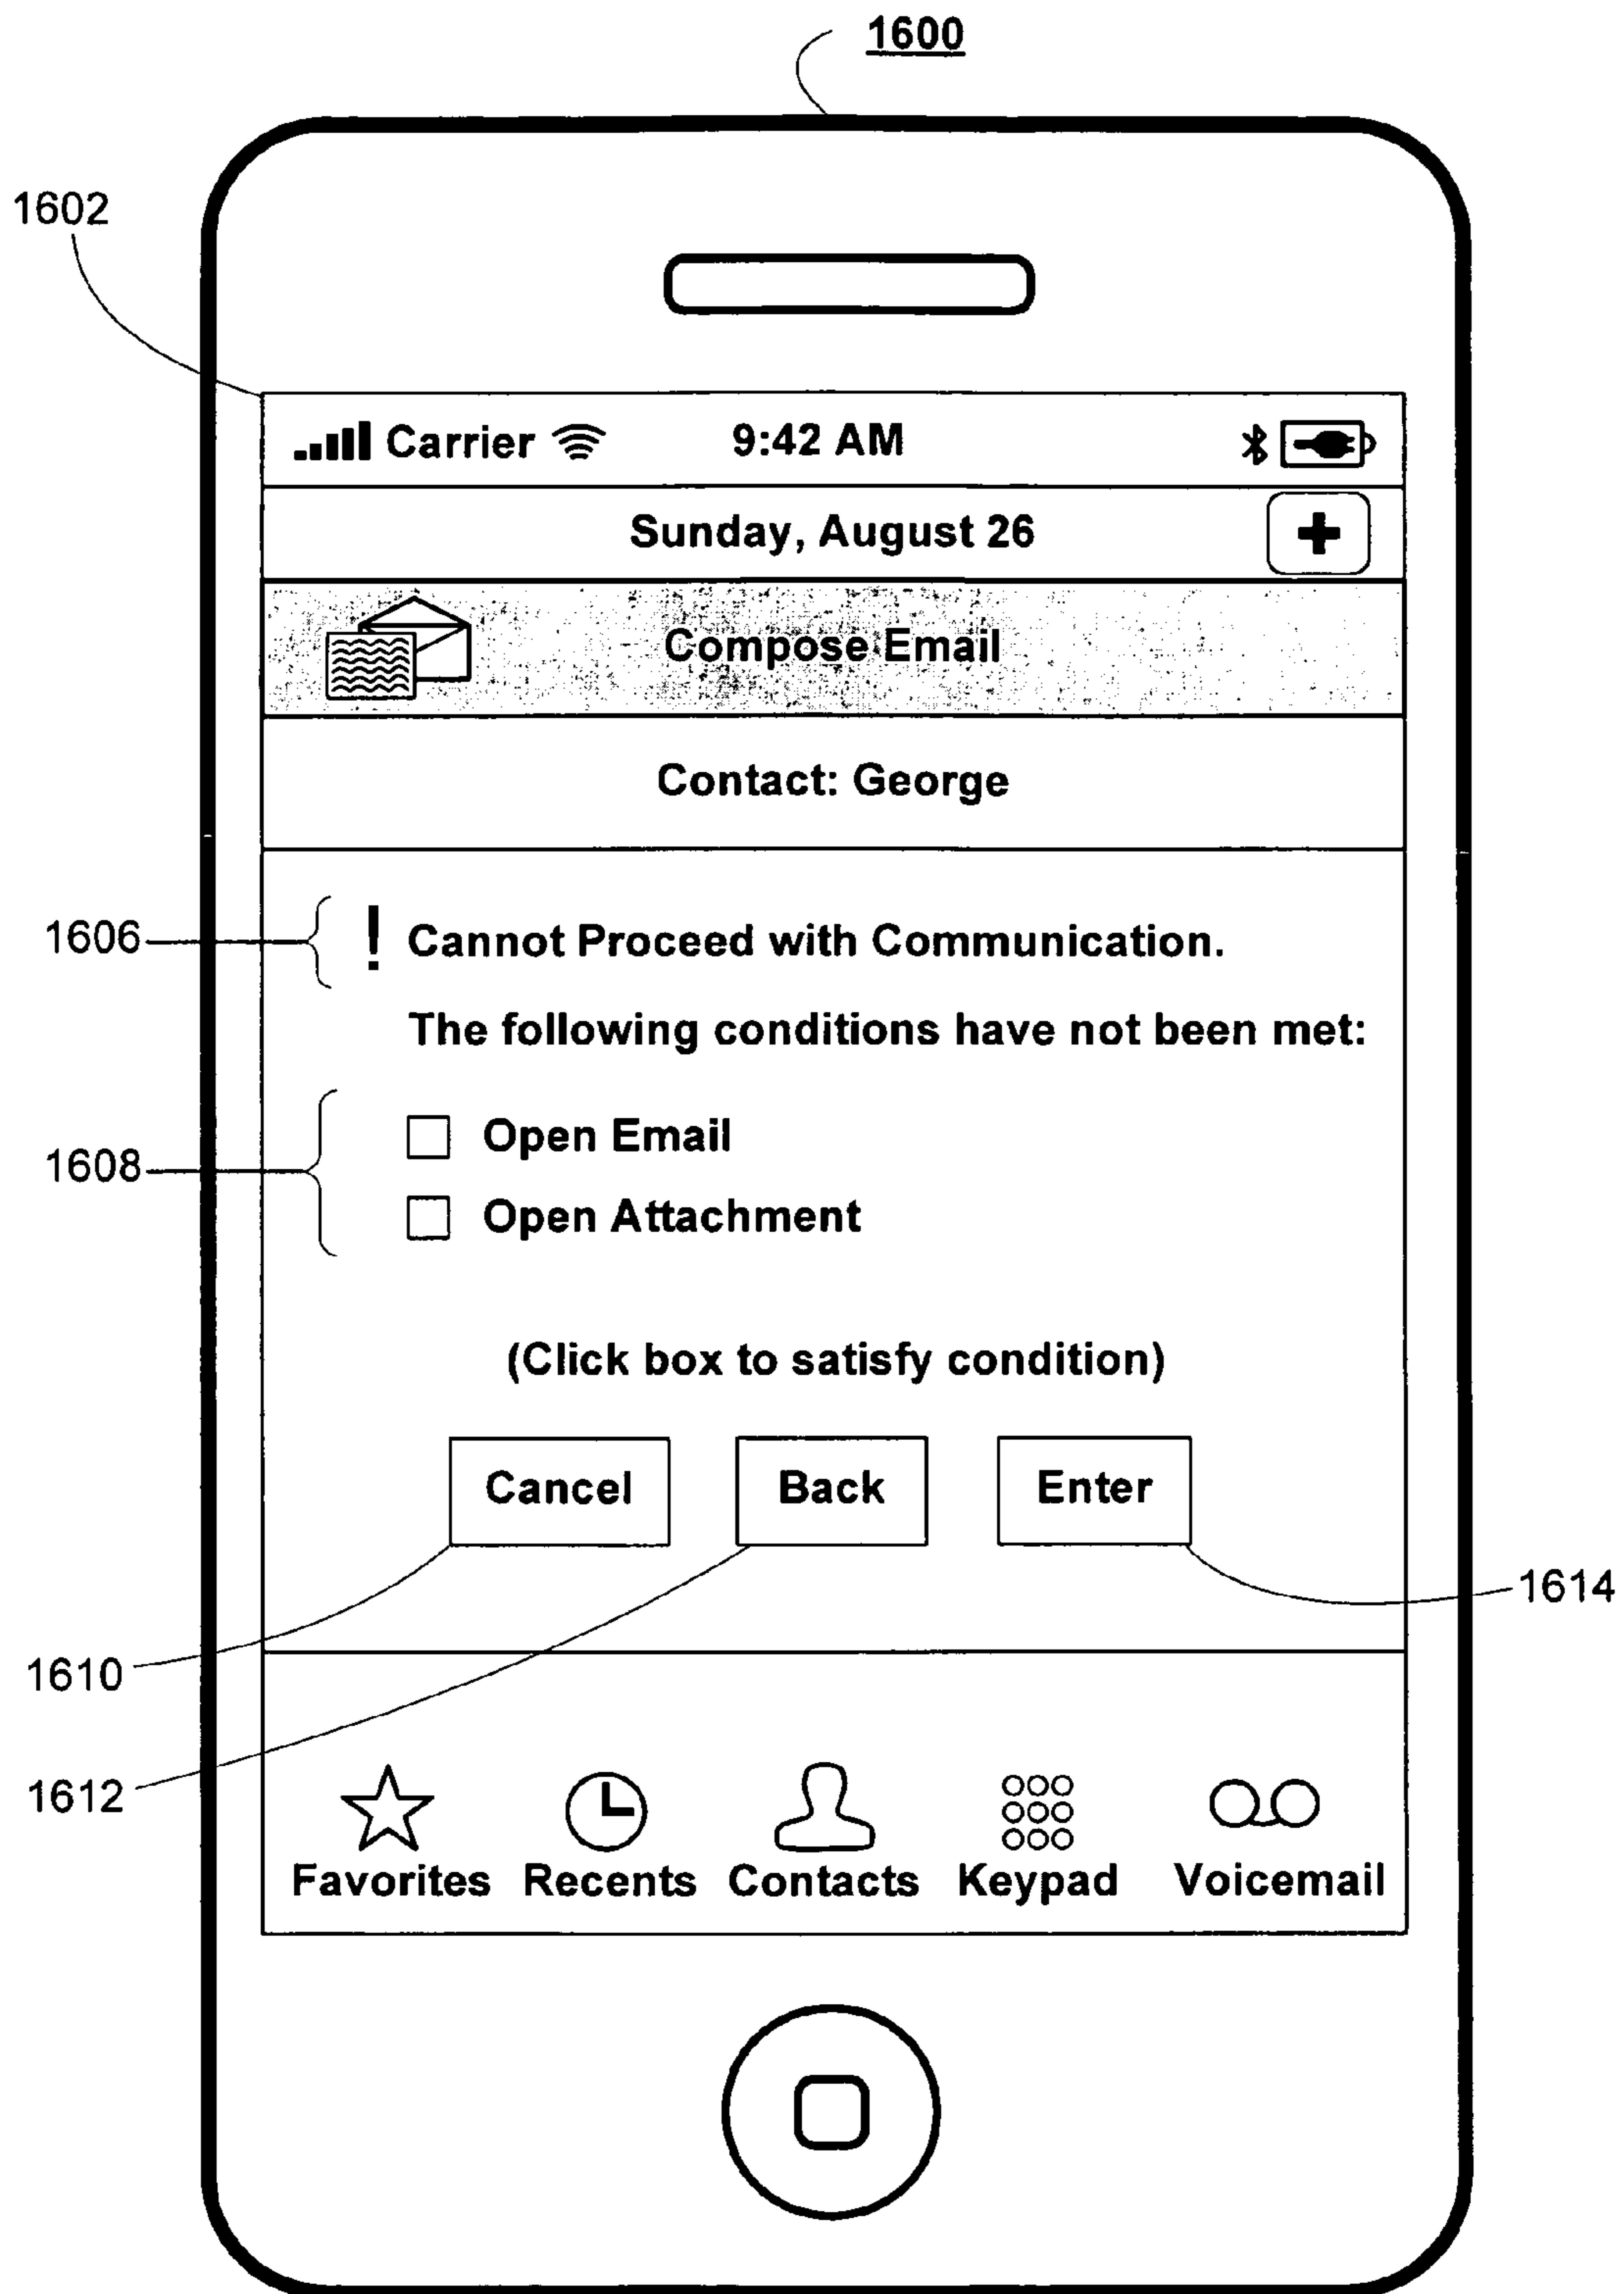 1600
1602
Carrier 9:42 AM
Sunday, August 26
Compose Email
Contact: George
1606
! Cannot Proceed with Communication.
The following conditions have not been met:
1608
Open Email
Open Attachment
(Click box to satisfy condition)
Cancel Back Enter
1614
1610
1612
Favorites Recents Contacts Keypad Voicemail